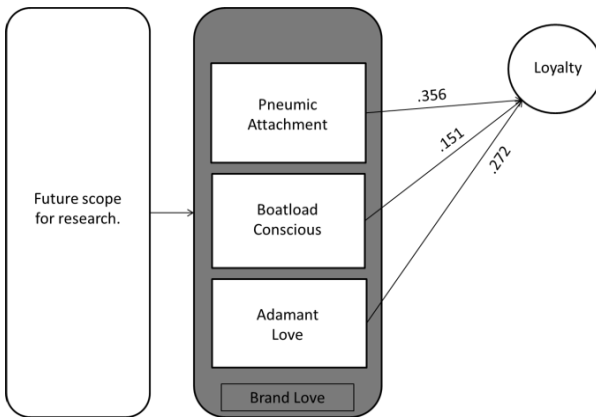 Future scope
for research.
Pneumic
Attachment
Boatload
Conscious
Adamant
Love
Brand Love
.356
.151
.272
Loyalty